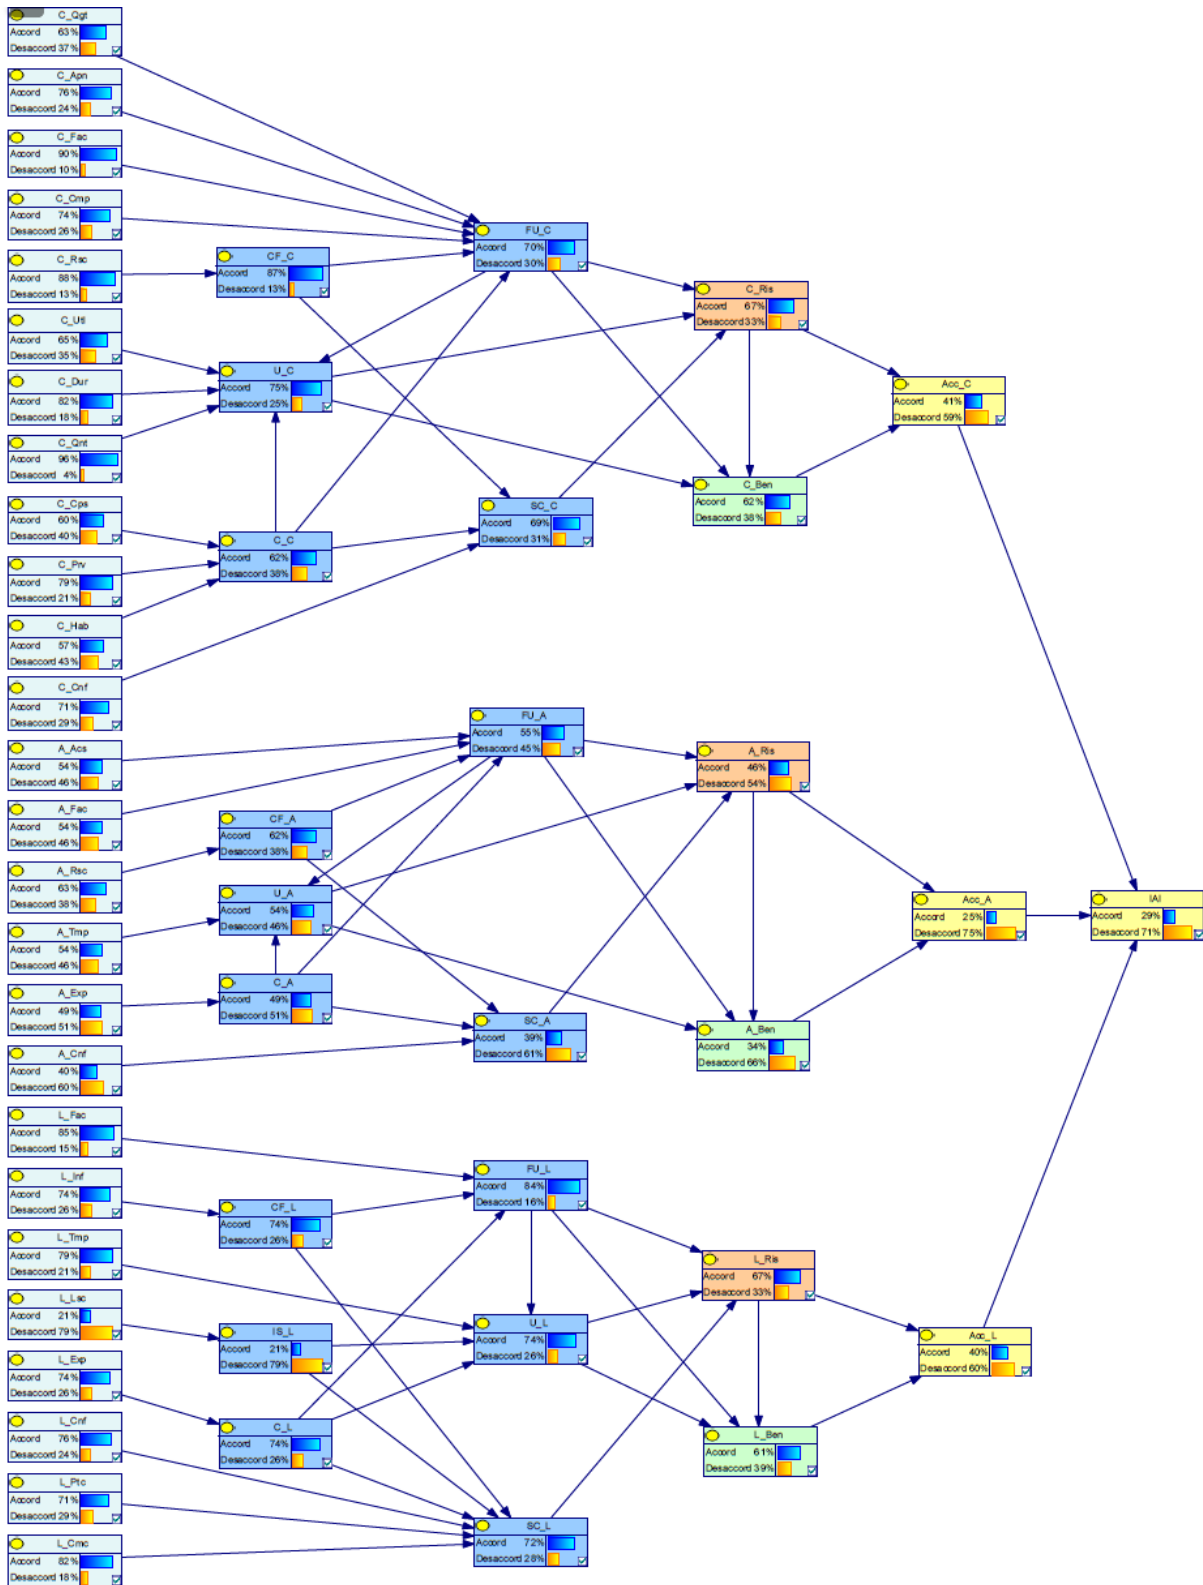 C_Qgt
Accord 63%
Desaccord 37%
C_Apn
Accord 76%
Desaccord 24%
C_Fac
Accord 90%
Desaccord 10%
C_Cmp
Accord 74%
Desaccord 26%
C_Rsc
Accord 88%
Desaccord 13%
C_Utl
Accord 65%
Desaccord 35%
C_Dur
Accord 82%
Desaccord 18%
C_Qnt
Accord 96%
Desaccord 4%
C_Cps
Accord 60%
Desaccord 40%
C_Prv
Accord 79%
Desaccord 21%
C_Hab
Accord 57%
Desaccord 43%
C_Cnf
Accord 71%
Desaccord 29%
CF_C
Accord 87%
Desaccord 13%
U_C
Accord 75%
Desaccord 25%
C_C
Accord 62%
Desaccord 38%
FU_C
Accord 70%
Desaccord 30%
SC_C
Accord 69%
Desaccord 31%
C_Ris
Accord 67%
Desaccord 33%
C_Ben
Accord 62%
Desaccord 38%
Acc_C
Accord 41%
Desaccord 59%
A_Acs
Accord 54%
Desaccord 46%
A_Fac
Accord 54%
Desaccord 46%
A_Rsc
Accord 63%
Desaccord 38%
A_Tmp
Accord 54%
Desaccord 46%
A_Exp
Accord 49%
Desaccord 51%
A_Cnf
Accord 40%
Desaccord 60%
CF_A
Accord 62%
Desaccord 38%
U_A
Accord 54%
Desaccord 46%
C_A
Accord 49%
Desaccord 51%
FU_A
Accord 55%
Desaccord 45%
SC_A
Accord 39%
Desaccord 61%
A_Ris
Accord 46%
Desaccord 54%
A_Ben
Accord 34%
Desaccord 66%
Acc_A
Accord 25%
Desaccord 75%
IAI
Accord 29%
Desaccord 71%
L_Fac
Accord 85%
Desaccord 15%
L_Inf
Accord 74%
Desaccord 26%
L_Tmp
Accord 79%
Desaccord 21%
L_Lsc
Accord 21%
Desaccord 79%
L_Exp
Accord 74%
Desaccord 26%
L_Cnf
Accord 76%
Desaccord 24%
L_Ptc
Accord 71%
Desaccord 29%
L_Cmc
Accord 82%
Desaccord 18%
CF_L
Accord 74%
Desaccord 26%
IS_L
Accord 21%
Desaccord 79%
C_L
Accord 74%
Desaccord 26%
FU_L
Accord 84%
Desaccord 16%
U_L
Accord 74%
Desaccord 26%
SC_L
Accord 72%
Desaccord 28%
L_Ris
Accord 67%
Desaccord 33%
L_Ben
Accord 61%
Desaccord 39%
Acc_L
Accord 40%
Desaccord 60%